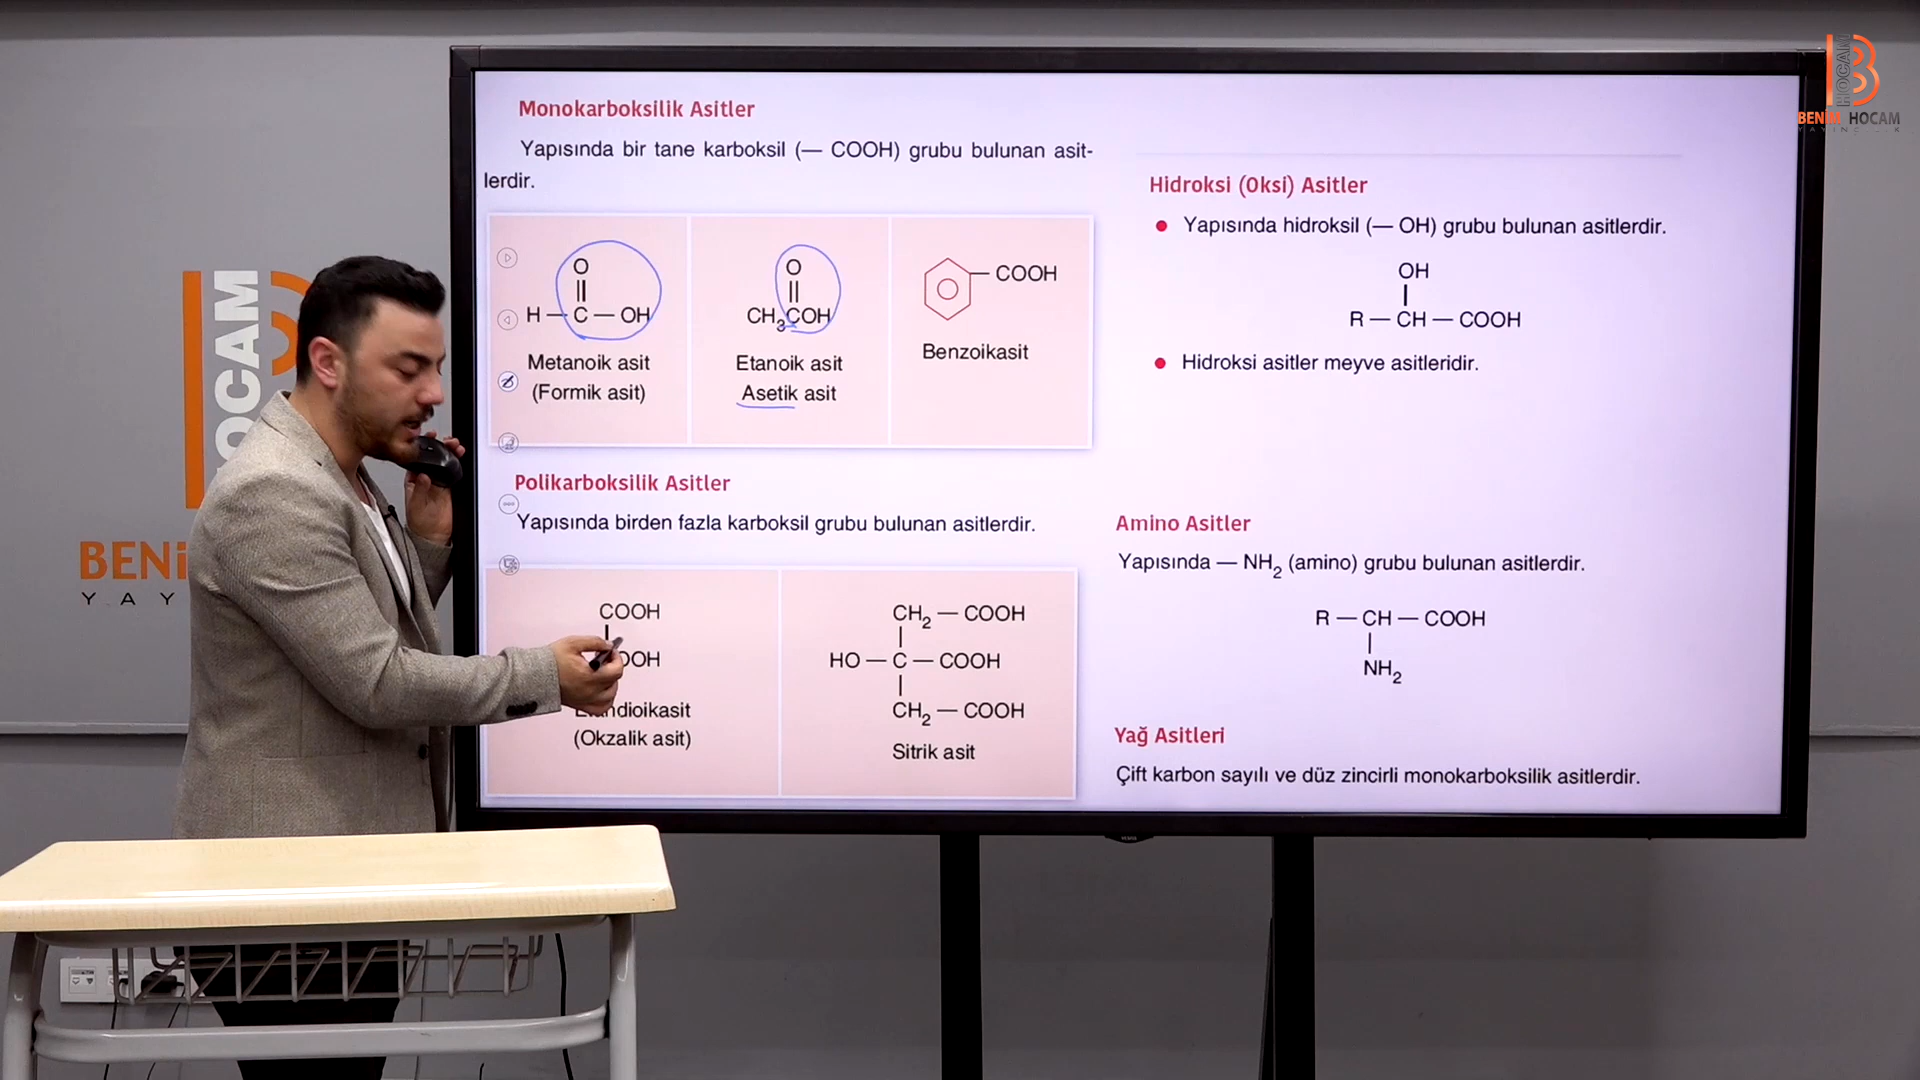 Monokarboksilik Asitler
Yapısında bir tane karboksil (— COOH) grubu bulunan asit-
lerdir.
O
H — C — OH
Metanoik asit
(Formik asit)
O
CH₃COH
Etanoik asit
Asetik asit
COOH
Benzoikasit
Polikarboksilik Asitler
Yapısında birden fazla karboksil grubu bulunan asitlerdir.
COOH
(Okzalik asit)
CH₂ — COOH
HO — C — COOH
CH₂ — COOH
Sitrik asit
Hidroksi (Oksi) Asitler
● Yapısında hidroksil (— OH) grubu bulunan asitlerdir.
OH
R — CH — COOH
● Hidroksi asitler meyve asitleridir.
Amino Asitler
Yapısında — NH₂ (amino) grubu bulunan asitlerdir.
R — CH — COOH
NH₂
Yağ Asitleri
Çift karbon sayılı ve düz zincirli monokarboksilik asitlerdir.
HOCAM
BENİM HOCAM
YAYINCILIK
OCAM
BENİ
YAY